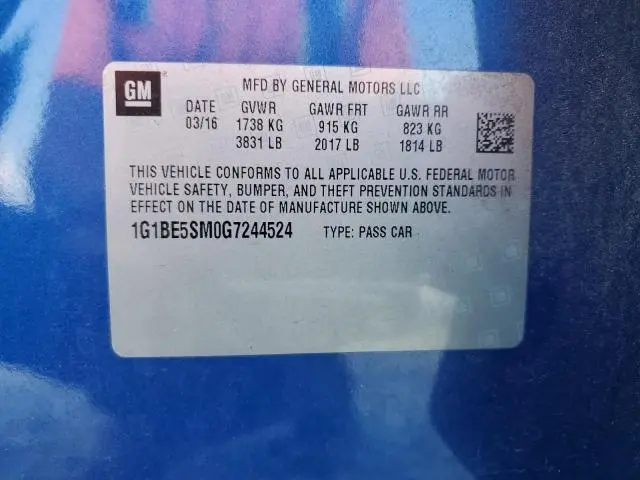 GM ®
MFD BY GENERAL MOTORS LLC
DATE GVWR GAWR FRT GAWR RR
03/16 1738 KG 915 KG 823 KG
3831 LB 2017 LB 1814 LB
THIS VEHICLE CONFORMS TO ALL APPLICABLE U.S. FEDERAL MOTOR
VEHICLE SAFETY, BUMPER, AND THEFT PREVENTION STANDARDS IN
EFFECT ON THE DATE OF MANUFACTURE SHOWN ABOVE.
1G1BE5SM0G7244524 TYPE: PASS CAR